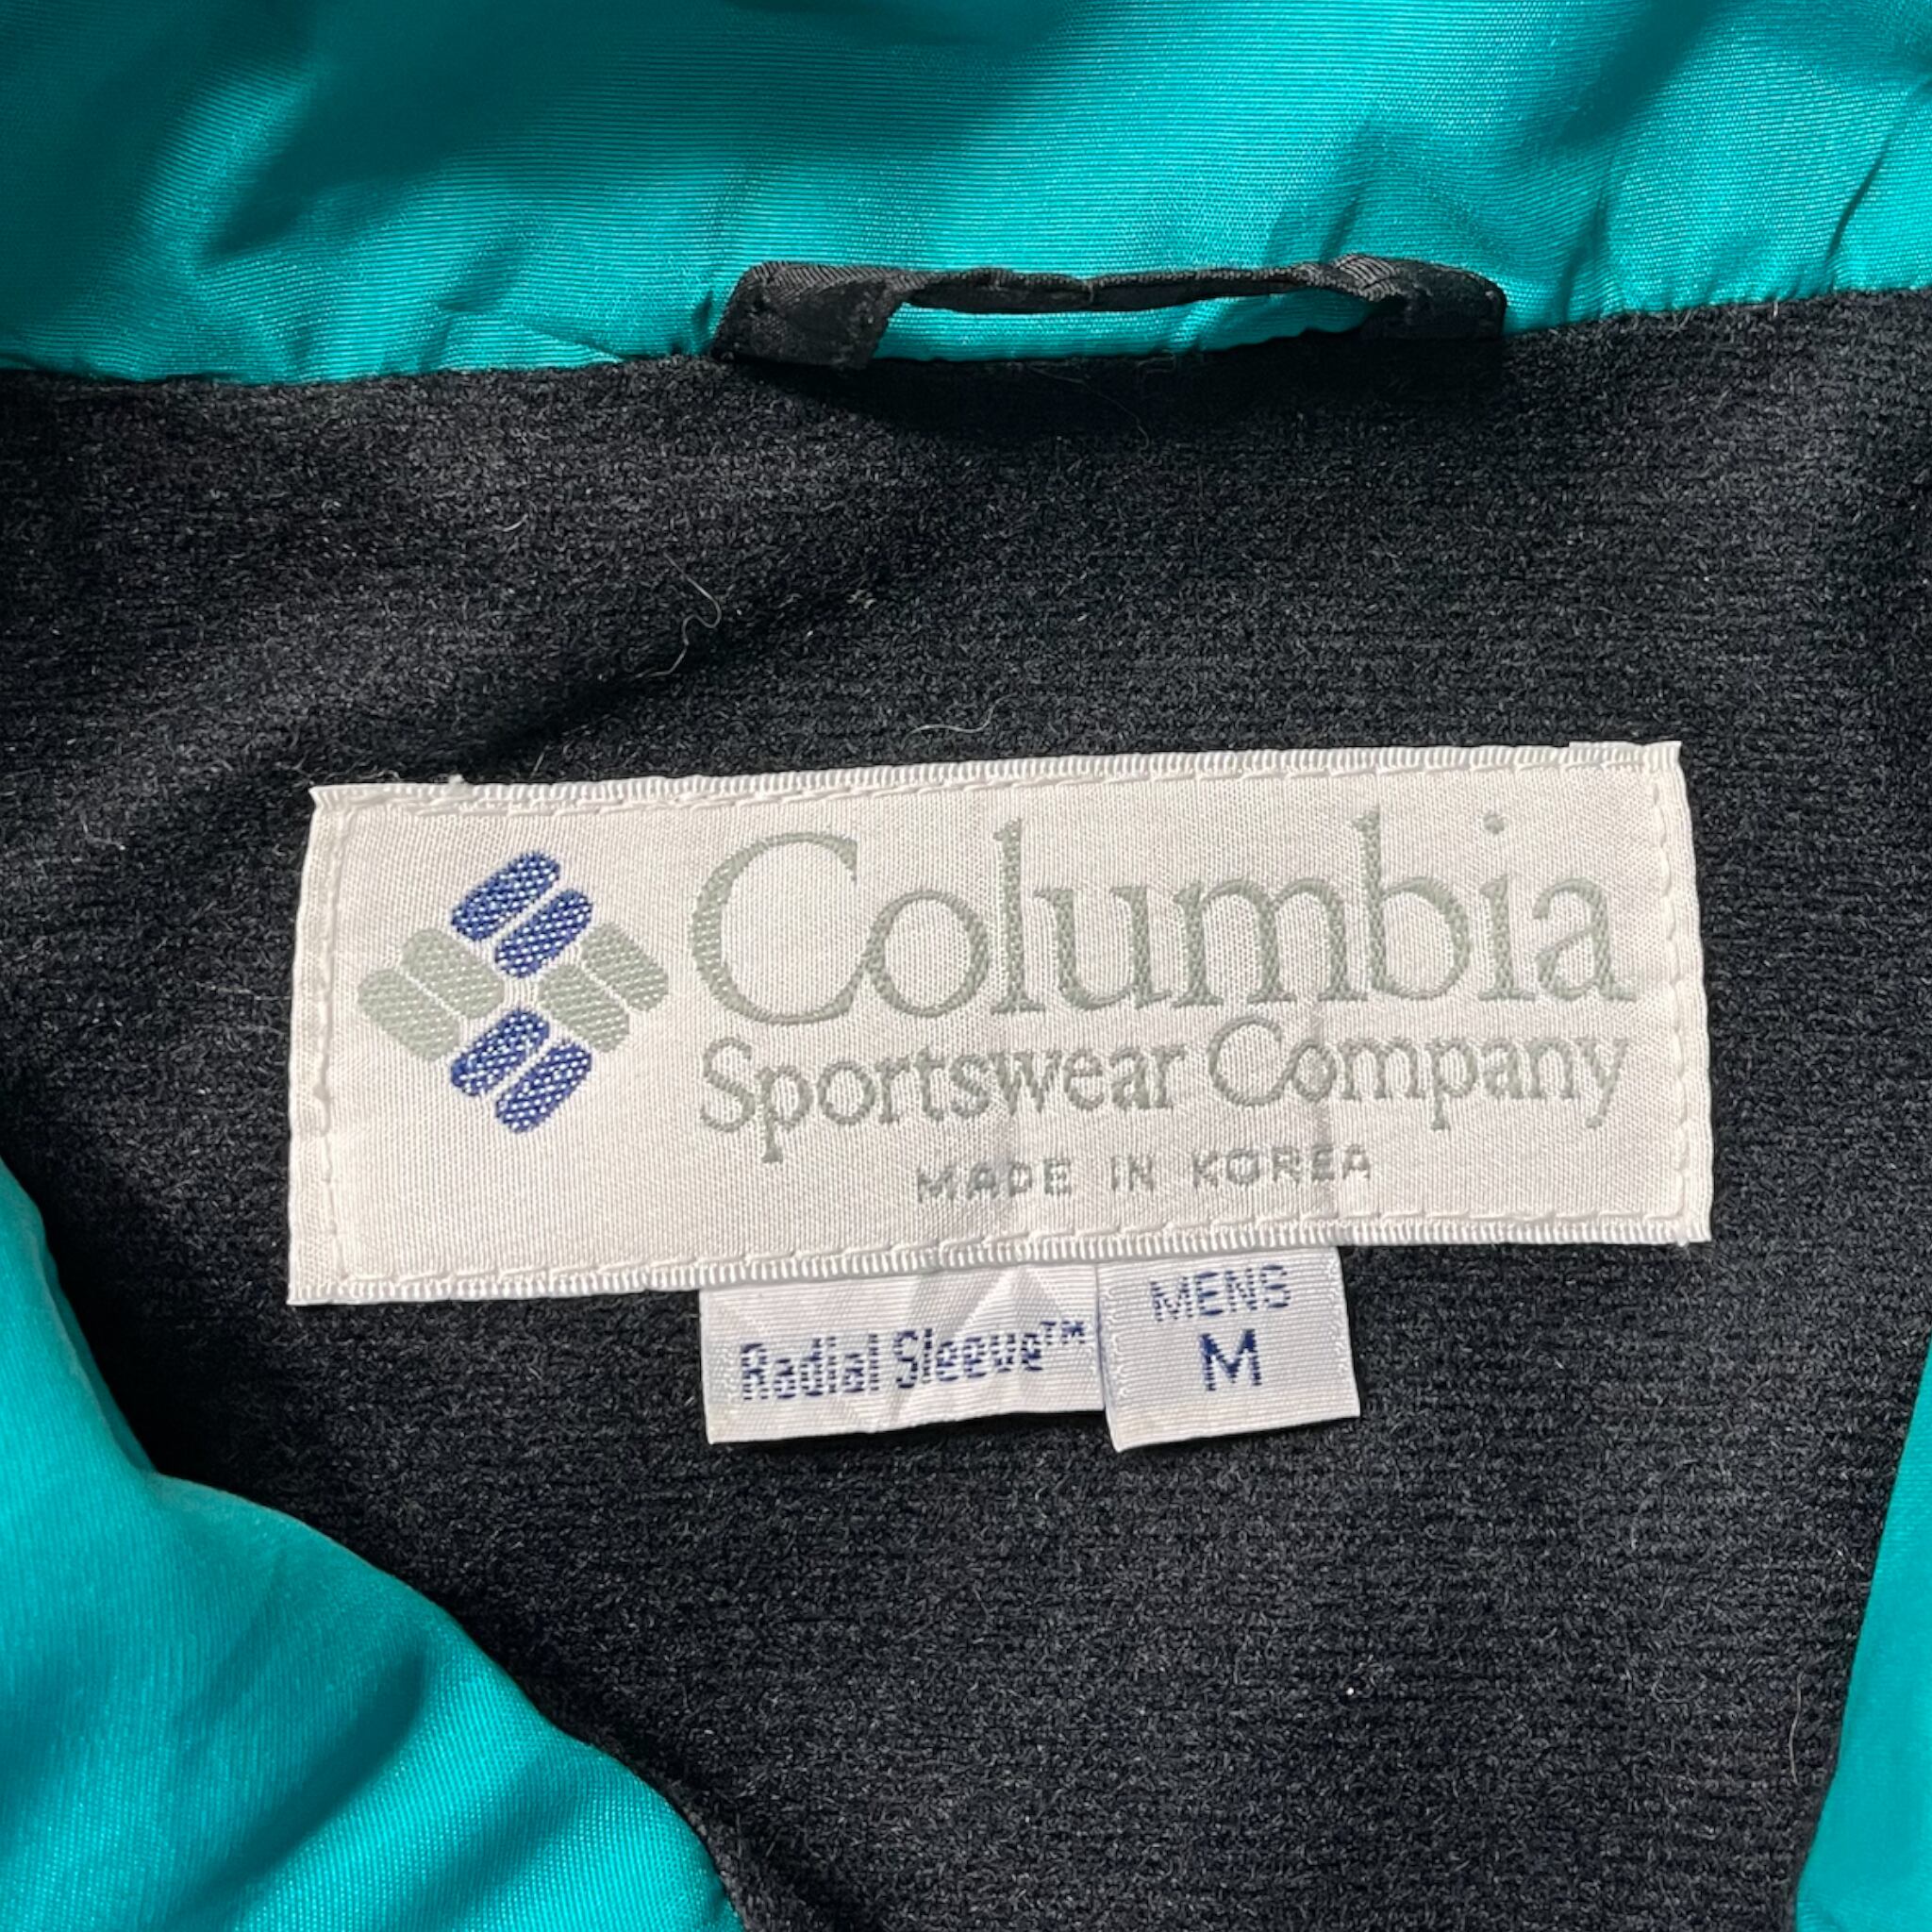 Columbia
Sportswear Company
MADE IN KOREA
Radial Sleeve™
MENS
M